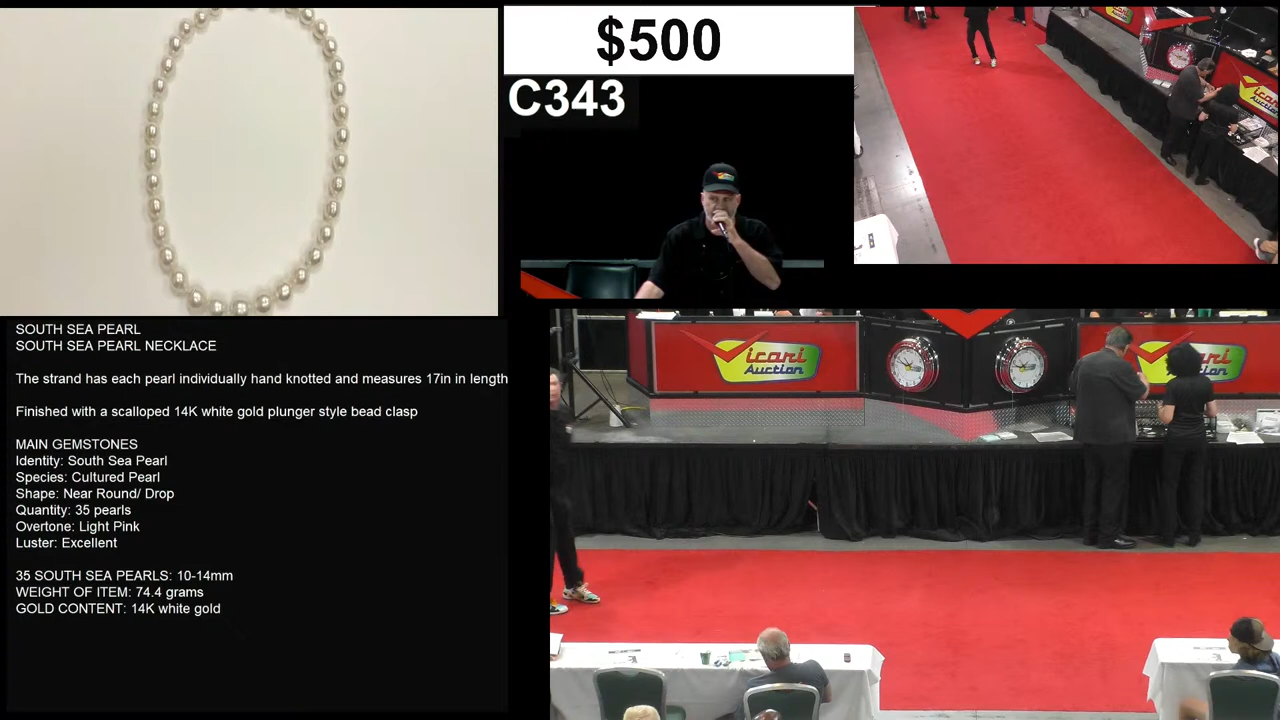 $500
C343
SOUTH SEA PEARL
SOUTH SEA PEARL NECKLACE
The strand has each pearl individually hand knotted and measures 17in in length
Finished with a scalloped 14K white gold plunger style bead clasp
MAIN GEMSTONES
Identity: South Sea Pearl
Species: Cultured Pearl
Shape: Near Round/ Drop
Quantity: 35 pearls
Overtone: Light Pink
Luster: Excellent
35 SOUTH SEA PEARLS: 10-14mm
WEIGHT OF ITEM: 74.4 grams
GOLD CONTENT: 14K white gold
Vicari
Auction
Vicari
Auction
Vicari
Auction